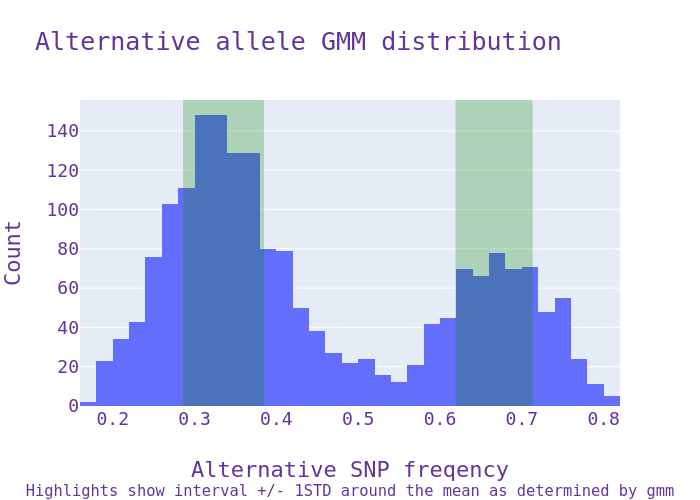 Alternative allele GMM distribution
140
120
100
80
60
40
20
0
Count
0.2 0.3 0.4 0.5 0.6 0.7 0.8
Alternative SNP freqency
Highlights show interval +/- 1STD around the mean as determined by gmm